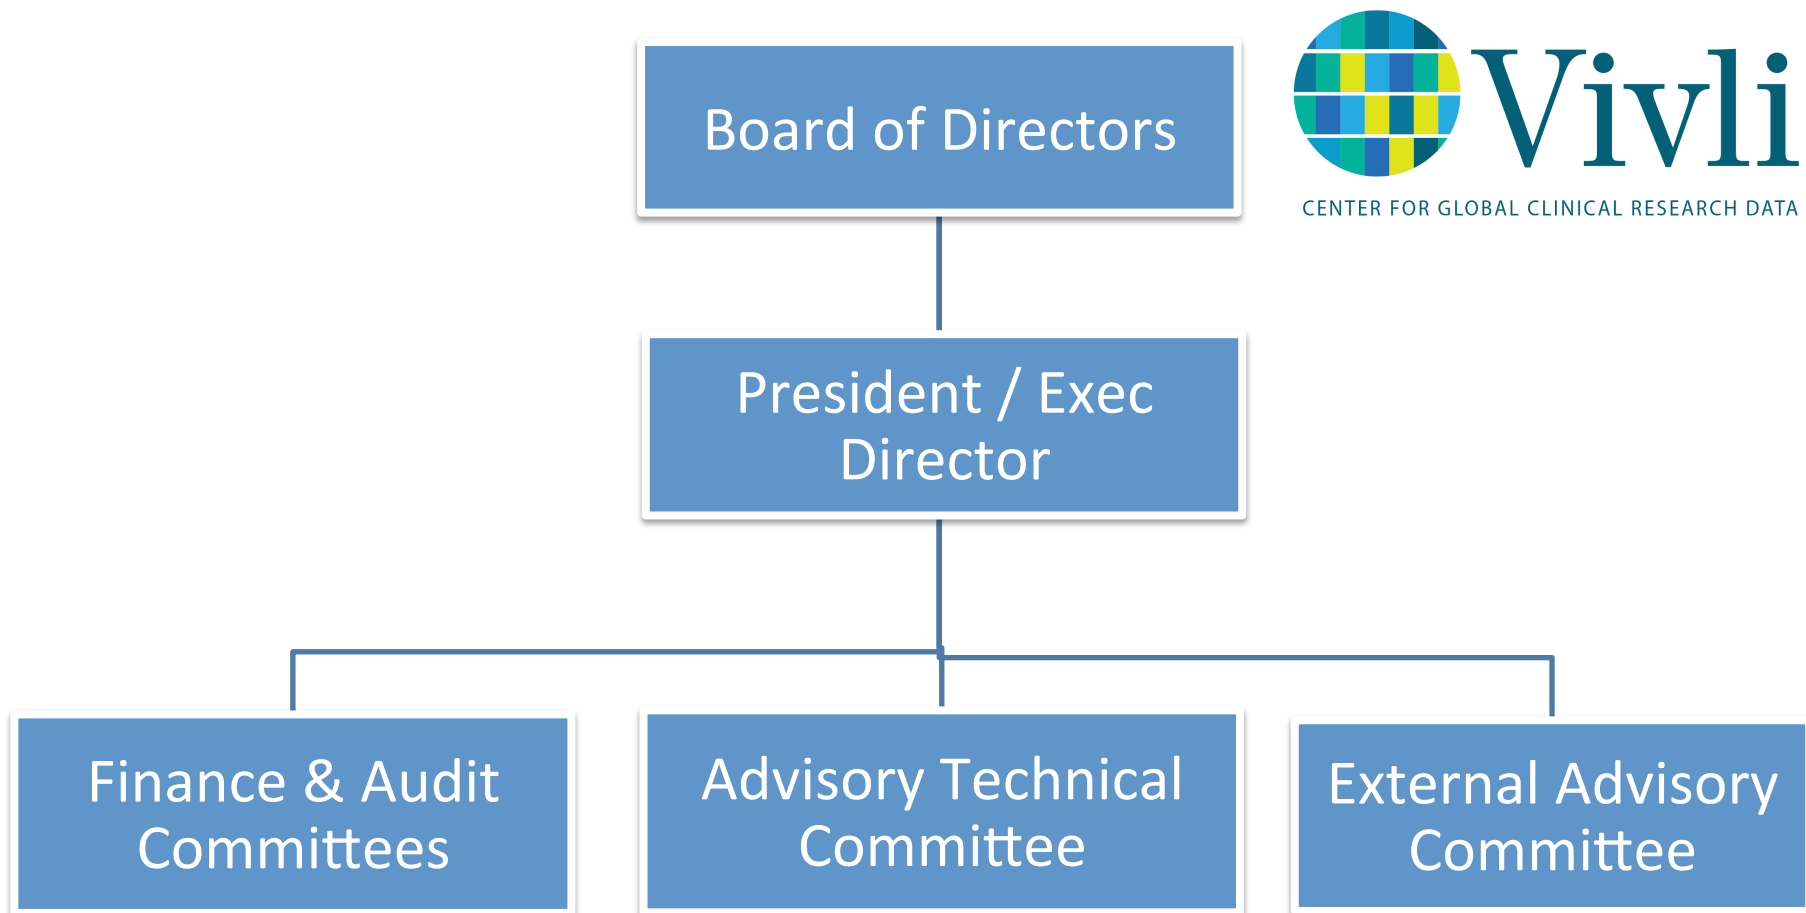 Board of Directors
Vivli
CENTER FOR GLOBAL CLINICAL RESEARCH DATA
President / Exec
Director
Finance & Audit
Committees
Advisory Technical
Committee
External Advisory
Committee